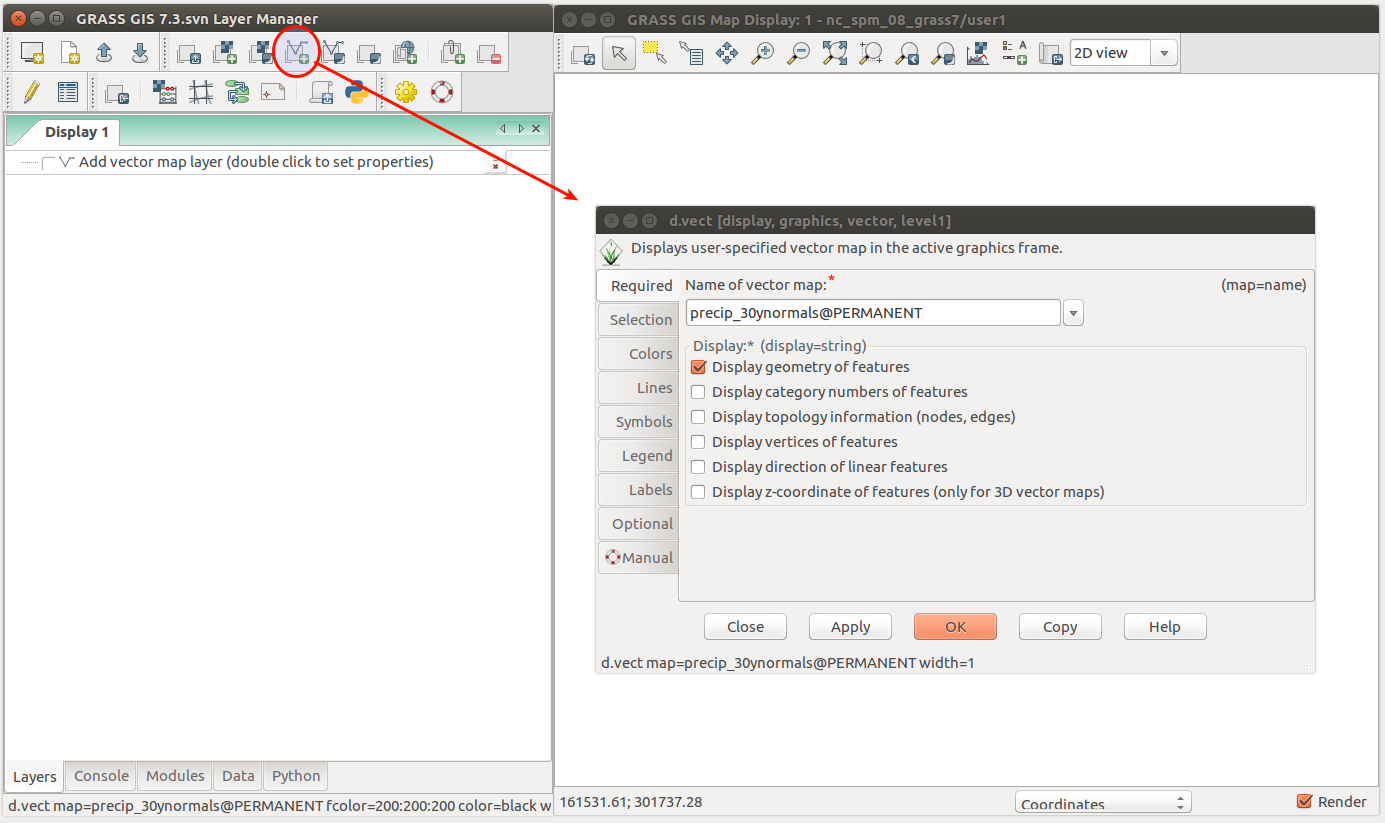 GRASS GIS 7.3.svn Layer Manager
Display 1
Add vector map layer (double click to set properties)
Layers
Console
Modules
Data
Python
d.vect map=precip_30ynormals@PERMANENT fcolor=200:200:200 color=black w
GRASS GIS Map Display: 1 - nc_spm_08_grass7/user1
A
2D view
d.vect [display, graphics, vector, level1]
Displays user-specified vector map in the active graphics frame.
Required
Selection
Colors
Lines
Symbols
Legend
Labels
Optional
Manual
Name of vector map:*
(map=name)
precip_30ynormals@PERMANENT
Display:* (display=string)
Display geometry of features
Display category numbers of features
Display topology information (nodes, edges)
Display vertices of features
Display direction of linear features
Display z-coordinate of features (only for 3D vector maps)
Close
Apply
OK
Copy
Help
d.vect map=precip_30ynormals@PERMANENT width=1
161531.61; 301737.28
Coordinates
Render